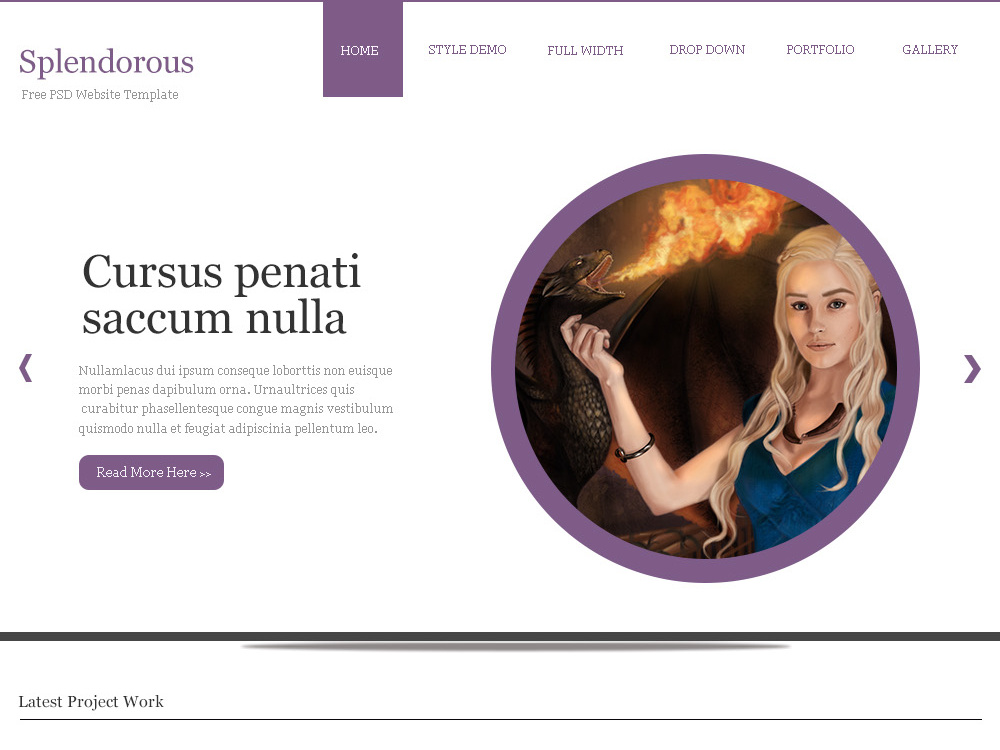 Splendorous
Free PSD Website Template
HOME
STYLE DEMO
FULL WIDTH
DROP DOWN
PORTFOLIO
GALLERY
Cursus penati
saccum nulla
Nullamlacus dui ipsum conseque loborttis non euisque
morbi penas dapibulum orna. Urnaultrices quis
curabitur phasellentesque congue magnis vestibulum
quismodo nulla et feugiat adipiscinia pellentum leo.
Read More Here >>
Latest Project Work